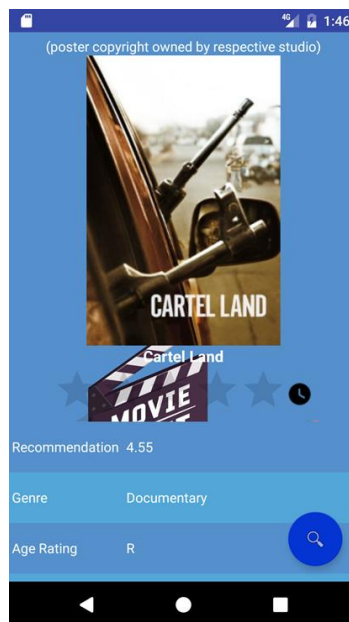 4G 1:46
(poster copyright owned by respective studio)
CARTEL LAND
Cartel Land
MOVIE
Recommendation 4.55
Genre Documentary
Age Rating R